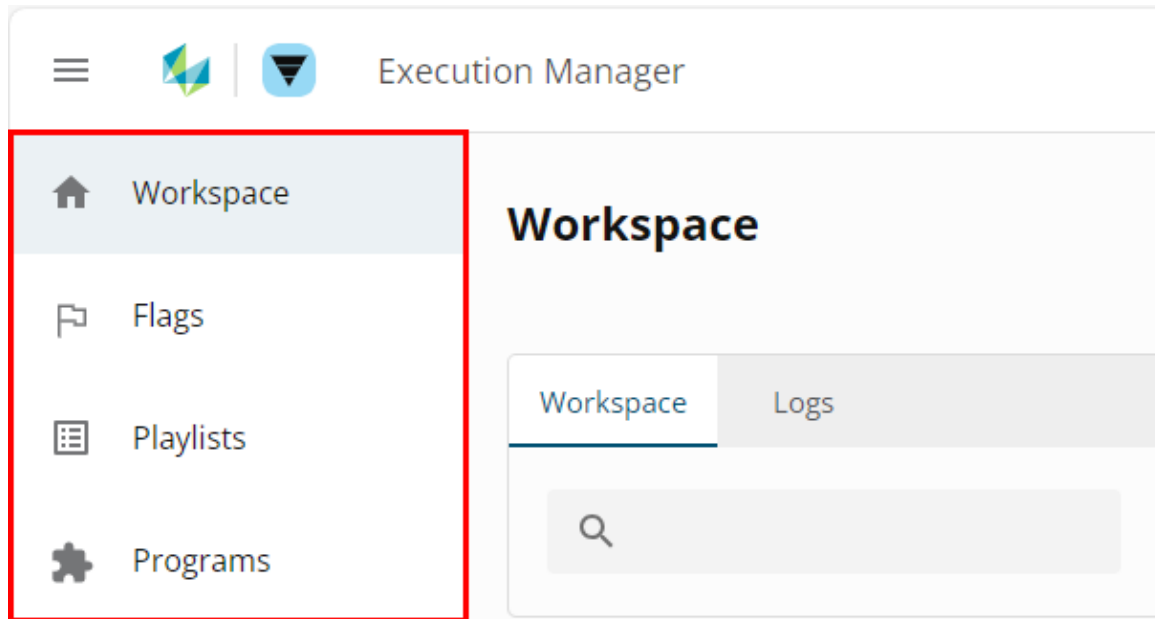 Execution Manager
Workspace
Flags
Playlists
Programs
Workspace
Workspace Logs